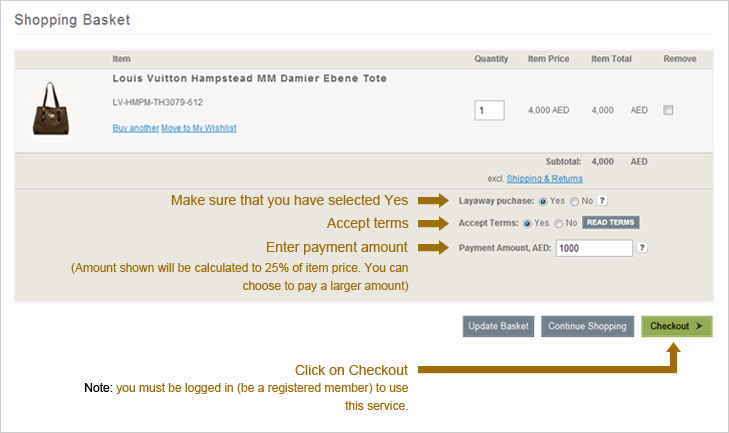 Shopping Basket
Item Quantity Item Price Item Total Remove
Louis Vuitton Hampstead MM Damier Ebene Tote
LV-HMPM-TH3079-612
1 4,000 AED 4,000 AED
Buy another Move to My Wishlist
Subtotal: 4,000 AED
excl. Shipping & Returns
Make sure that you have selected Yes
Layaway puchase: Yes No ?
Accept terms
Accept Terms: Yes No READ TERMS
Enter payment amount
Payment Amount, AED: 1000 ?
(Amount shown will be calculated to 25% of item price. You can
choose to pay a larger amount)
Update Basket Continue Shopping Checkout >
Click on Checkout
Note: you must be logged in (be a registered member) to use
this service.